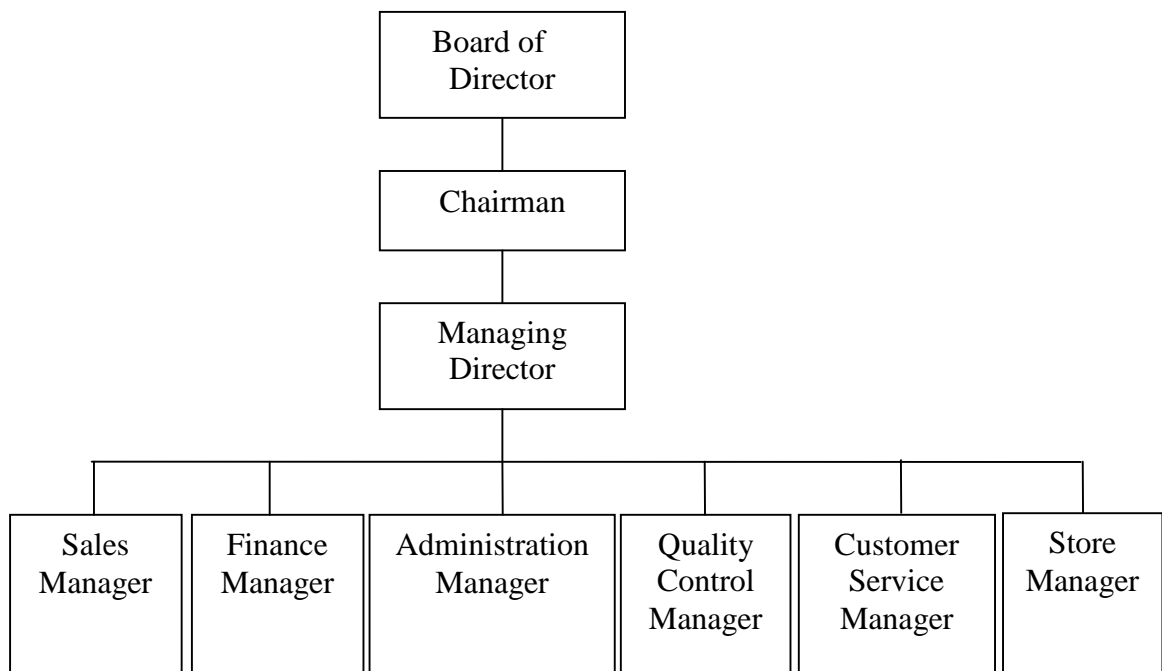 Board of
Director
Chairman
Managing
Director
Sales
Manager
Finance
Manager
Administration
Manager
Quality
Control
Manager
Customer
Service
Manager
Store
Manager